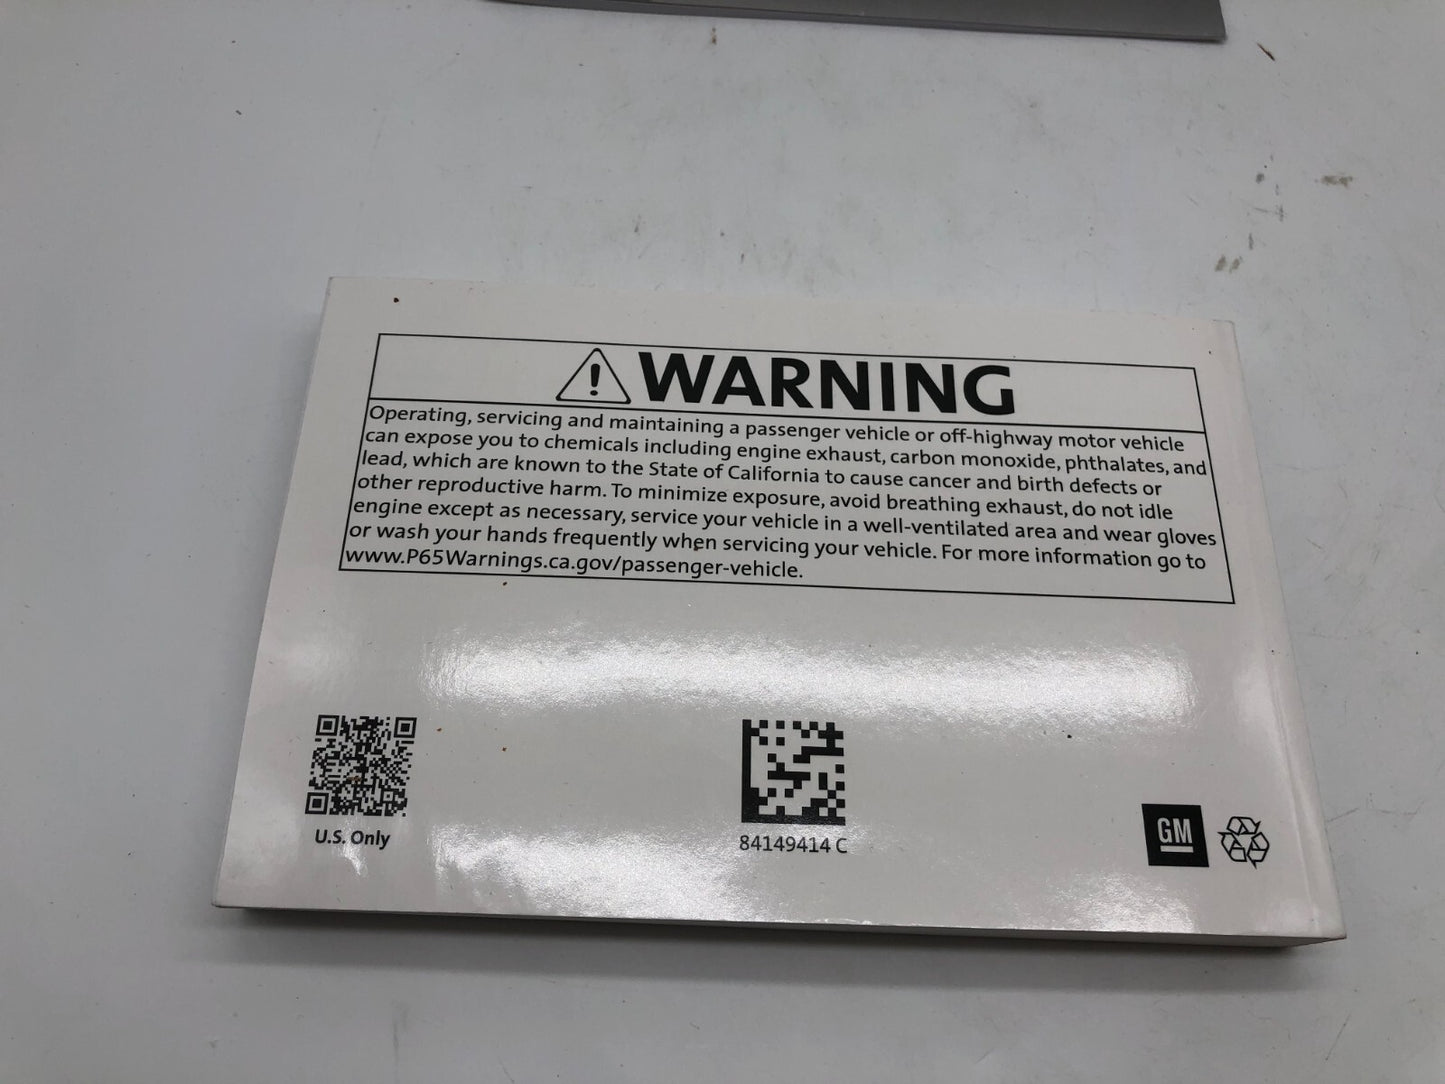 WARNING
Operating, servicing and maintaining a passenger vehicle or off-highway motor vehicle
can expose you to chemicals including engine exhaust, carbon monoxide, phthalates, and
lead, which are known to the State of California to cause cancer and birth defects or
other reproductive harm. To minimize exposure, avoid breathing exhaust, do not idle
engine except as necessary, service your vehicle in a well-ventilated area and wear gloves
or wash your hands frequently when servicing your vehicle. For more information go to
www.P65Warnings.ca.gov/passenger-vehicle.
U.S. Only
84149414 C
GM